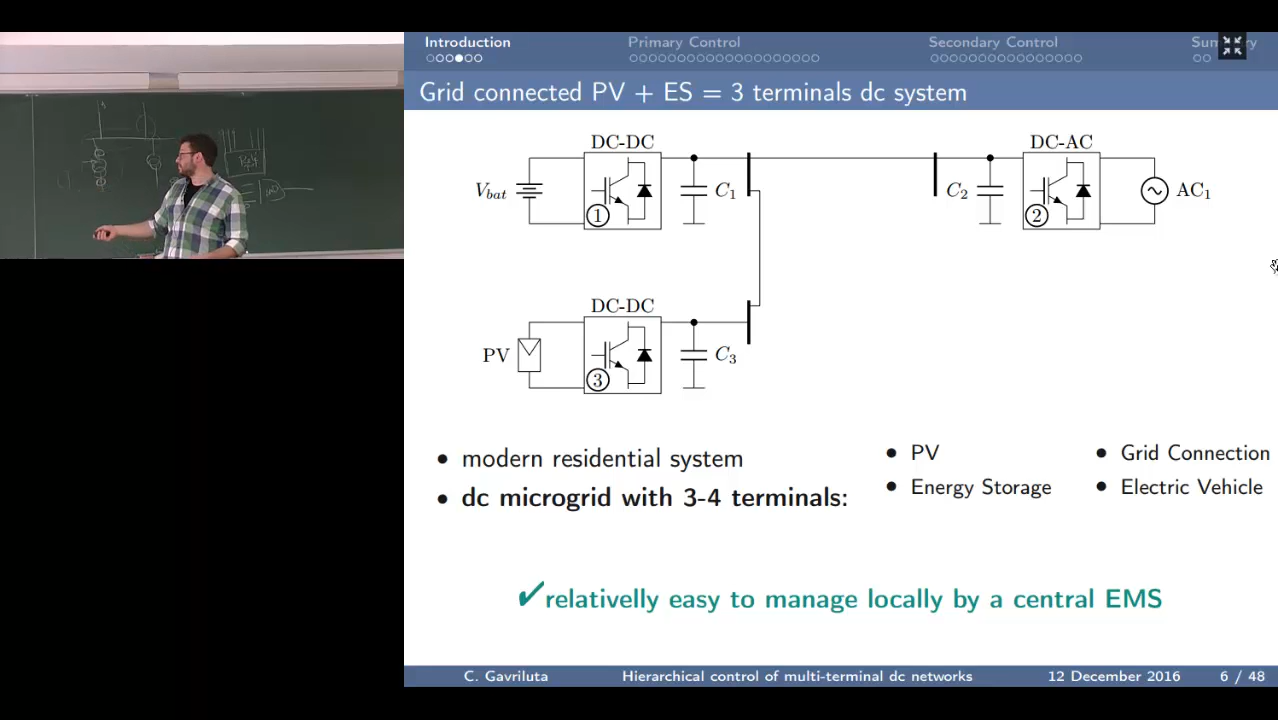 Introduction Primary Control Secondary Control
Grid connected PV + ES = 3 terminals dc system
DC-DC DC-AC
V_bat 1 C_1 C_2 2 AC_1
DC-DC
PV 3 C_3
• modern residential system
• dc microgrid with 3-4 terminals:
• PV • Grid Connection
• Energy Storage • Electric Vehicle
✓relativelly easy to manage locally by a central EMS
C. Gavriluta Hierarchical control of multi-terminal dc networks 12 December 2016 6 / 48